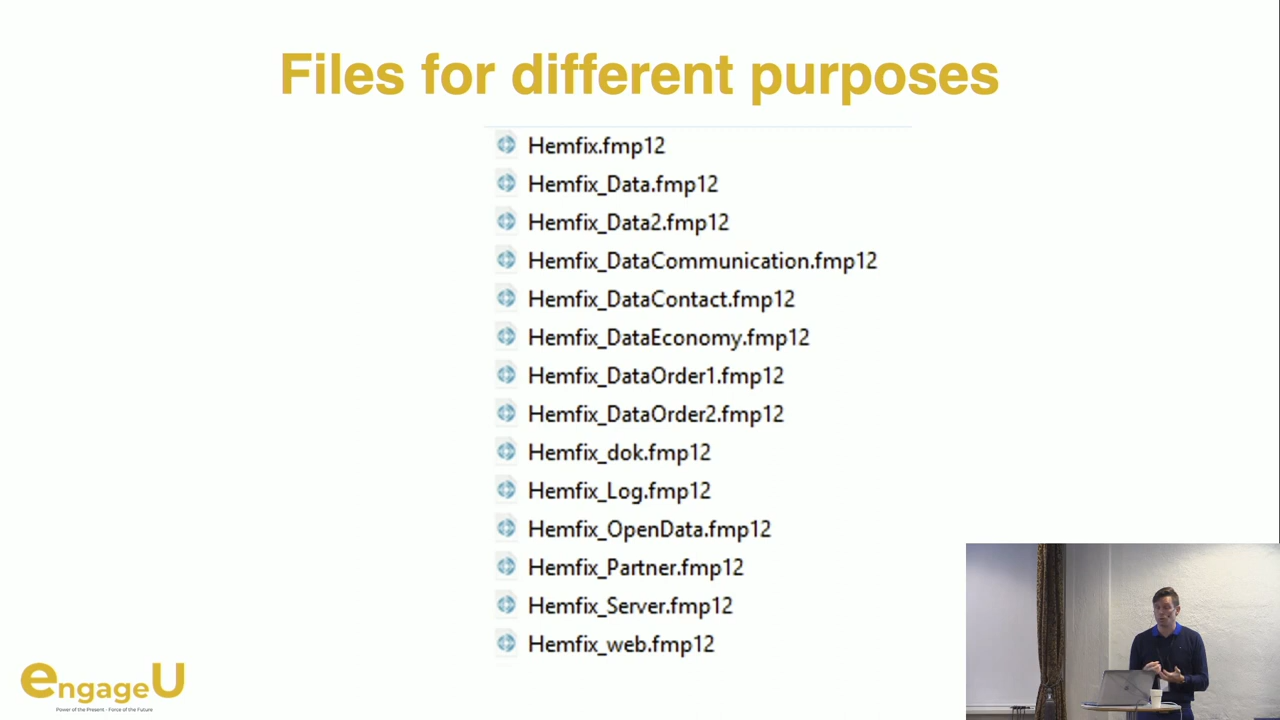 Files for different purposes
Hemfix.fmp12
Hemfix_Data.fmp12
Hemfix_Data2.fmp12
Hemfix_DataCommunication.fmp12
Hemfix_DataContact.fmp12
Hemfix_DataEconomy.fmp12
Hemfix_DataOrder1.fmp12
Hemfix_DataOrder2.fmp12
Hemfix_dok.fmp12
Hemfix_Log.fmp12
Hemfix_OpenData.fmp12
Hemfix_Partner.fmp12
Hemfix_Server.fmp12
Hemfix_web.fmp12
engageU
Power of the Present - Force of the Future